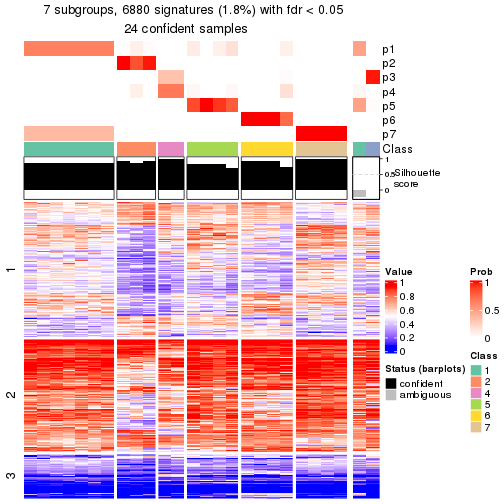 7 subgroups, 6880 signatures (1.8%) with fdr < 0.05
24 confident samples
p1
p2
p3
p4
p5
p6
p7
Class
1
0.5
0
Silhouette
score
1
2
3
Value
1
0.8
0.6
0.4
0.2
0
Status (barplots)
confident
ambiguous
Prob
1
0.5
0
Class
1
2
4
5
6
7